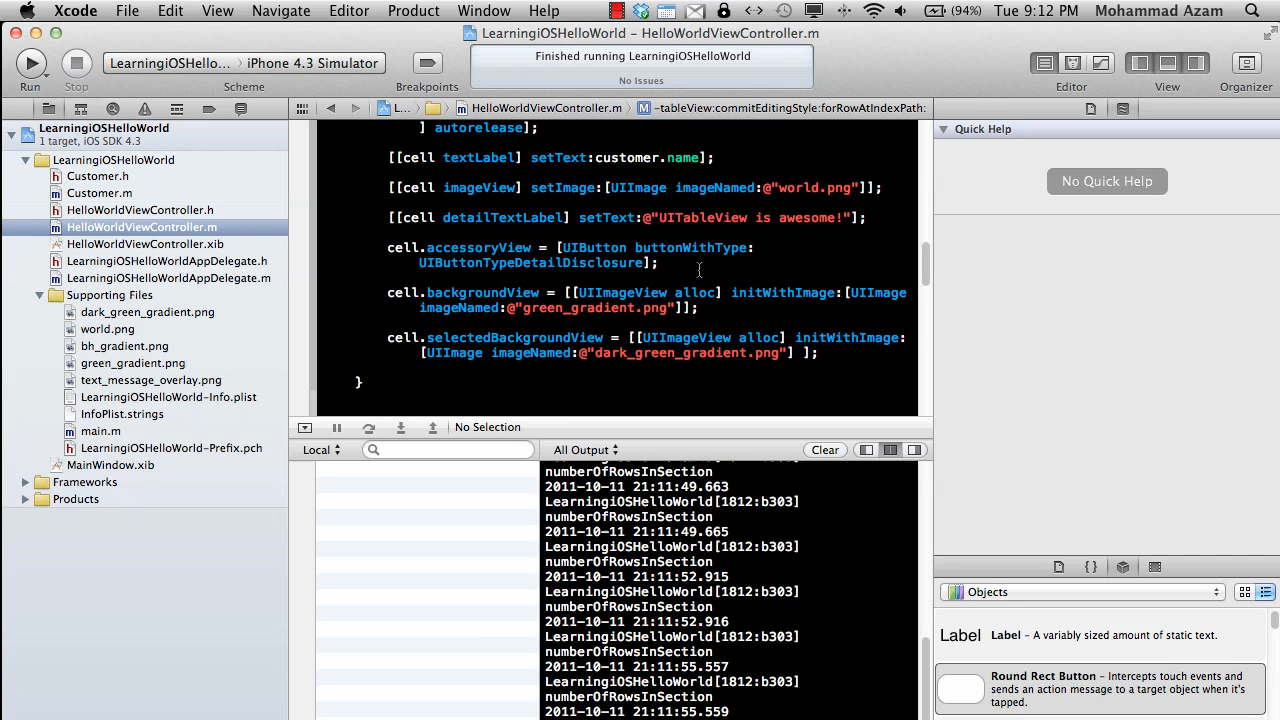 Xcode File Edit View Navigate Editor Product Window Help (94%) Tue 9:12 PM Mohammad Azam
LearningiOSHelloWorld – HelloWorldViewController.m
LearningiOSHello... iPhone 4.3 Simulator
Finished running LearningiOSHelloWorld
No Issues
Run Stop Scheme Breakpoints Editor View Organizer
L... HelloWorldViewController.m M -tableView:commitEditingStyle:forRowAtIndexPath:
LearningiOSHelloWorld
1 target, iOS SDK 4.3
LearningiOSHelloWorld
h Customer.h
m Customer.m
h HelloWorldViewController.h
m HelloWorldViewController.m
HelloWorldViewController.xib
h LearningiOSHelloWorldAppDelegate.h
m LearningiOSHelloWorldAppDelegate.m
Supporting Files
dark_green_gradient.png
world.png
bh_gradient.png
green_gradient.png
text_message_overlay.png
LearningiOSHelloWorld-Info.plist
InfoPlist.strings
m main.m
h LearningiOSHelloWorld-Prefix.pch
MainWindow.xib
Frameworks
Products
] autorelease];
[[cell textLabel] setText:customer.name];
[[cell imageView] setImage:[UIImage imageNamed:@"world.png"]];
[[cell detailTextLabel] setText:@"UITableView is awesome!"];
cell.accessoryView = [UIButton buttonWithType:
UIButtonTypeDetailDisclosure];
cell.backgroundView = [[UIImageView alloc] initWithImage:[UIImage
imageNamed:@"green_gradient.png"]];
cell.selectedBackgroundView = [[UIImageView alloc] initWithImage:
[UIImage imageNamed:@"dark_green_gradient.png"] ];
}
No Selection
Local All Output Clear
numberOfRowsInSection
2011-10-11 21:11:49.663
LearningiOSHelloWorld[1812:b303]
numberOfRowsInSection
2011-10-11 21:11:49.665
LearningiOSHelloWorld[1812:b303]
numberOfRowsInSection
2011-10-11 21:11:52.915
LearningiOSHelloWorld[1812:b303]
numberOfRowsInSection
2011-10-11 21:11:52.916
LearningiOSHelloWorld[1812:b303]
numberOfRowsInSection
2011-10-11 21:11:55.557
LearningiOSHelloWorld[1812:b303]
numberOfRowsInSection
2011-10-11 21:11:55.559
Quick Help
No Quick Help
{}
Objects
Label Label – A variably sized amount of static text.
Round Rect Button – Intercepts touch events and
sends an action message to a target object when it's
tapped.